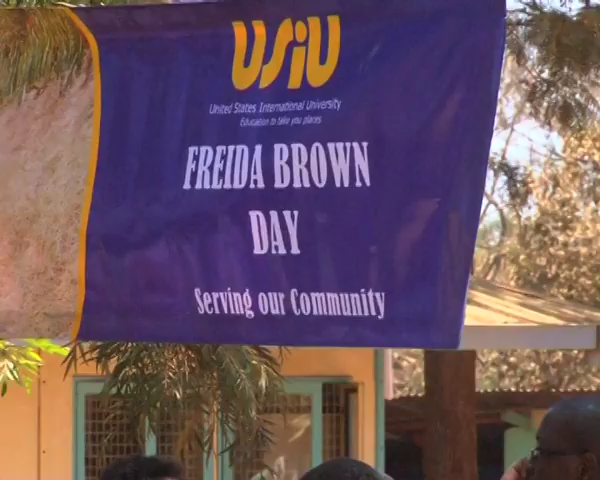 USiU
United States International University
Education to take you places
FREIDA BROWN
DAY
Serving our Community